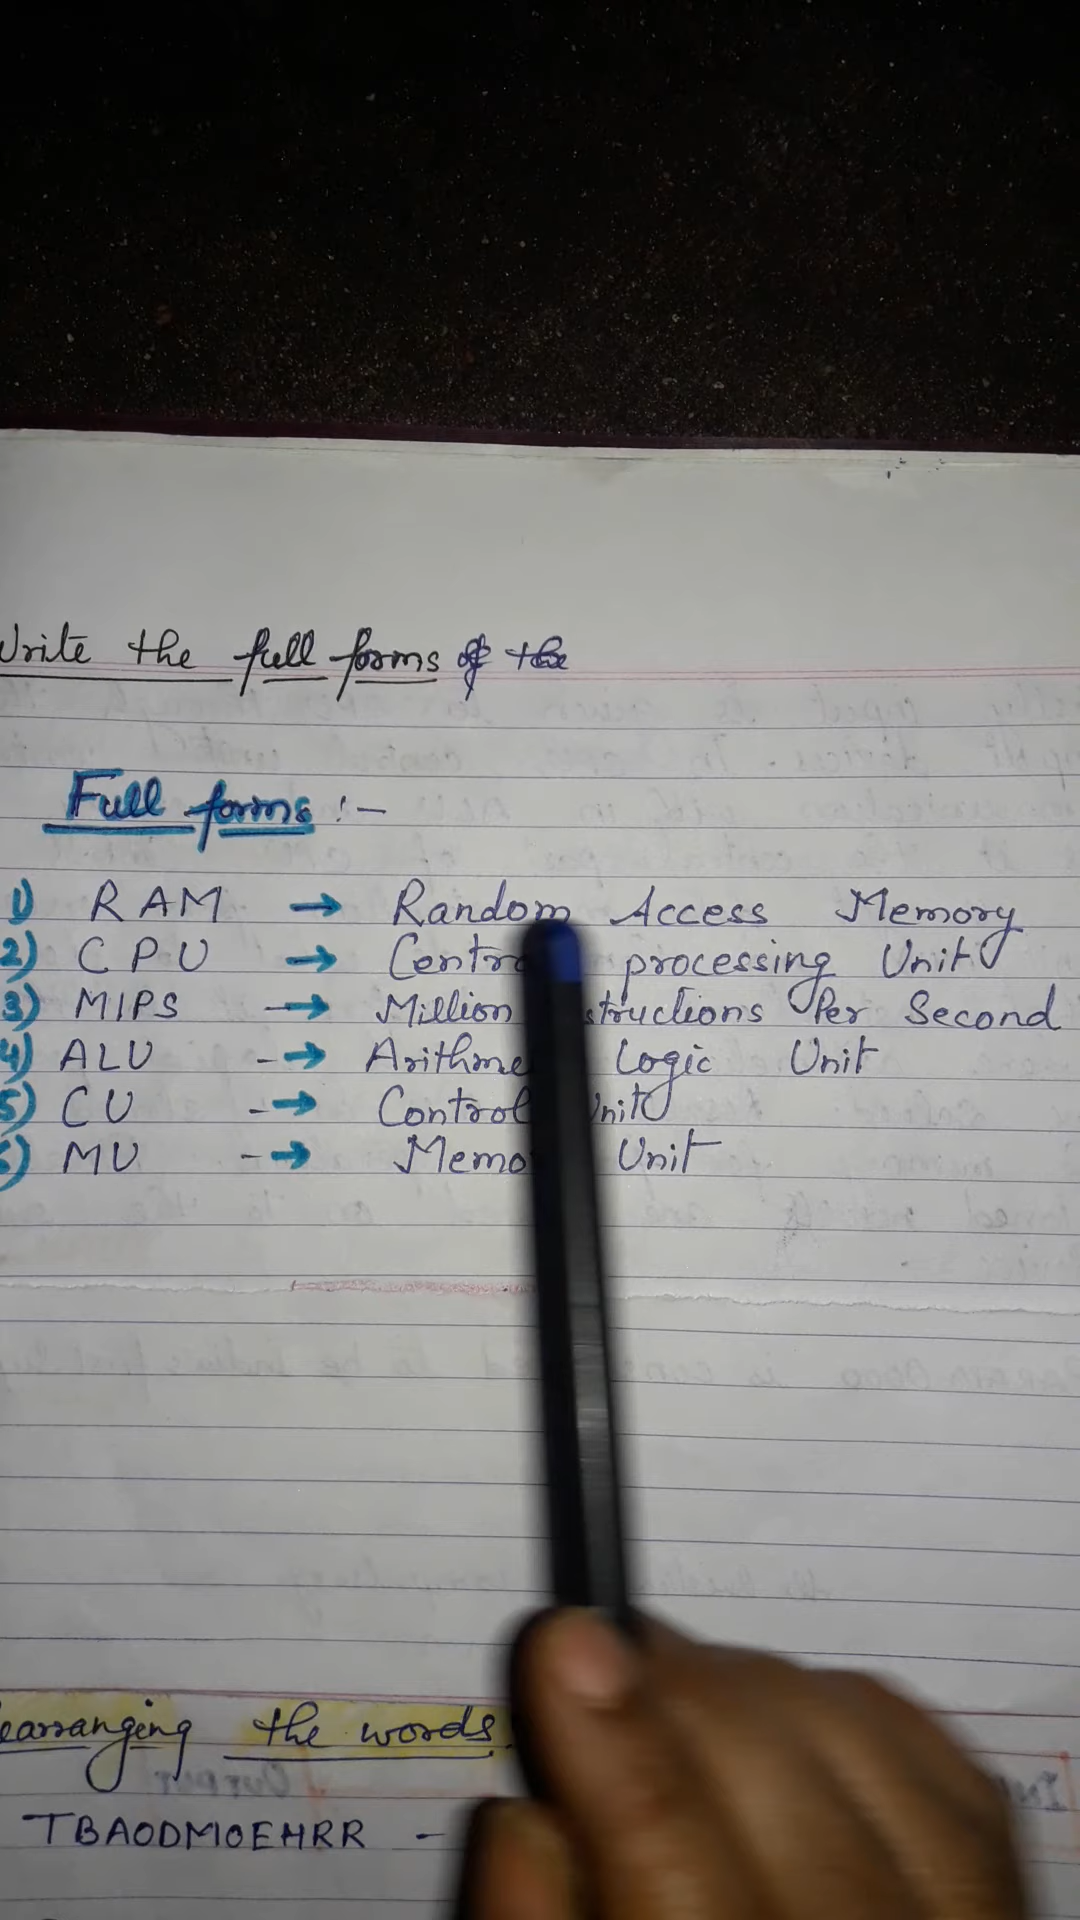 Write the full forms of the
Full forms :-
1) RAM → Random Access Memory
2) CPU → processing Unit
3) MIPS → Million Per Second
4) ALU -→ Logic Unit
5) CU -→ Control
6) MU -→ Unit
the words
TBAODMOEHRR -